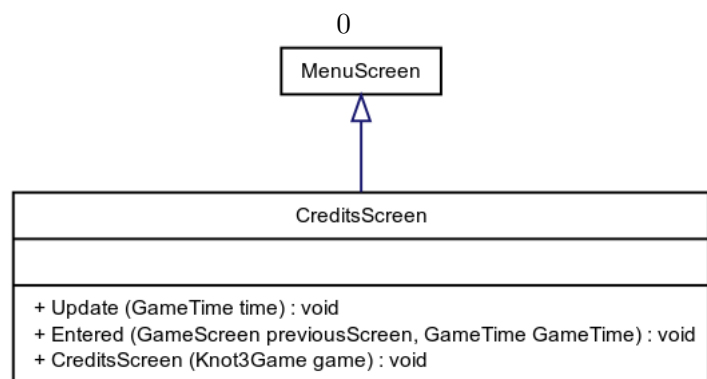 0
MenuScreen
CreditsScreen
+ Update (GameTime time) : void
+ Entered (GameScreen previousScreen, GameTime GameTime) : void
+ CreditsScreen (Knot3Game game) : void